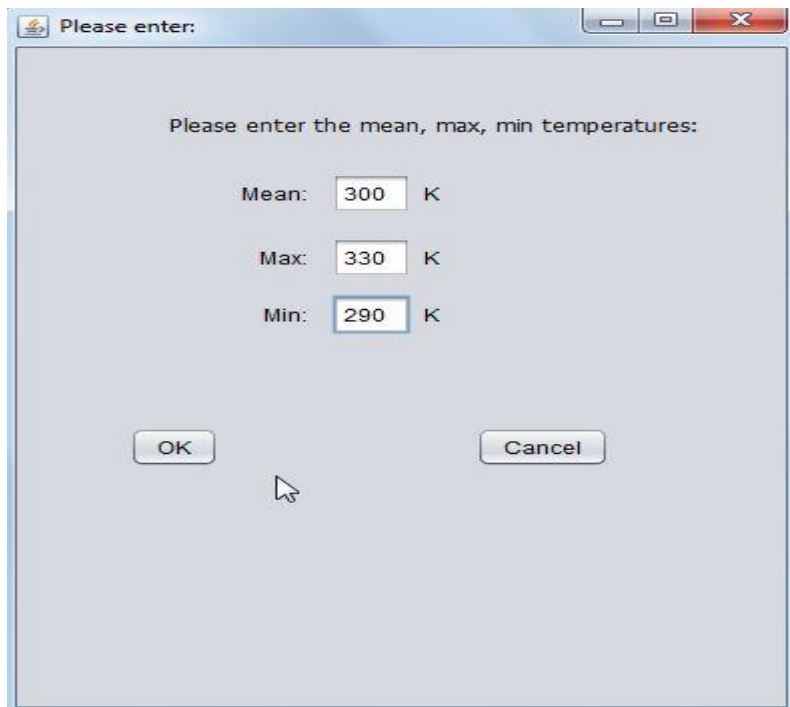 Please enter:
Please enter the mean, max, min temperatures:
Mean: 300 K
Max: 330 K
Min: 290 K
OK Cancel